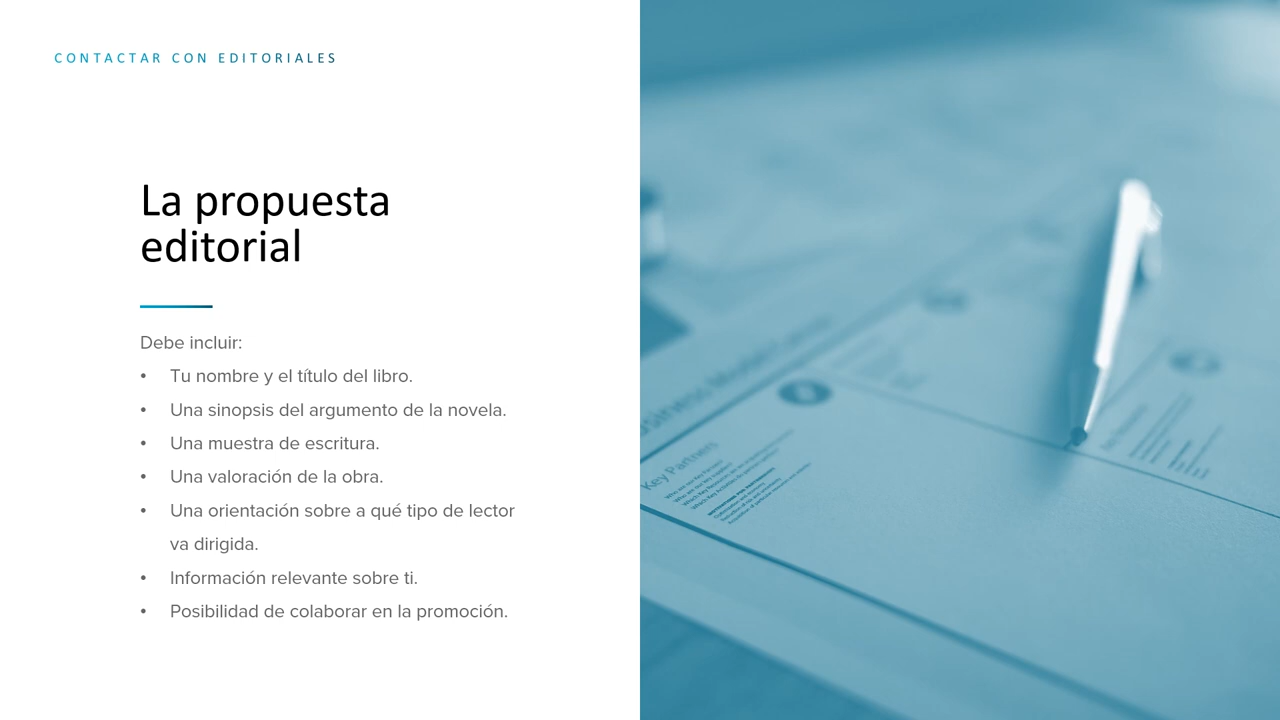 CONTACTAR CON EDITORIALES
La propuesta
editorial
Debe incluir:
• Tu nombre y el título del libro.
• Una sinopsis del argumento de la novela.
• Una muestra de escritura.
• Una valoración de la obra.
• Una orientación sobre a qué tipo de lector
va dirigida.
• Información relevante sobre ti.
• Posibilidad de colaborar en la promoción.
Key Partners